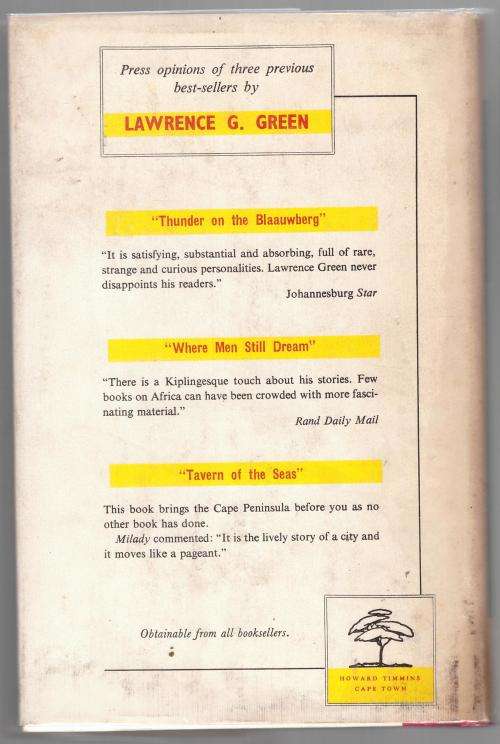 Press opinions of three previous
best-sellers by
LAWRENCE G. GREEN
"Thunder on the Blaauwberg"
"It is satisfying, substantial and absorbing, full of rare,
strange and curious personalities. Lawrence Green never
disappoints his readers."
Johannesburg Star
"Where Men Still Dream"
"There is a Kiplingesque touch about his stories. Few
books on Africa can have been crowded with more fasci-
nating material."
Rand Daily Mail
"Tavern of the Seas"
This book brings the Cape Peninsula before you as no
other book has done.
Milady commented: "It is the lively story of a city and
it moves like a pageant."
Obtainable from all booksellers.
HOWARD TIMMINS
CAPE TOWN